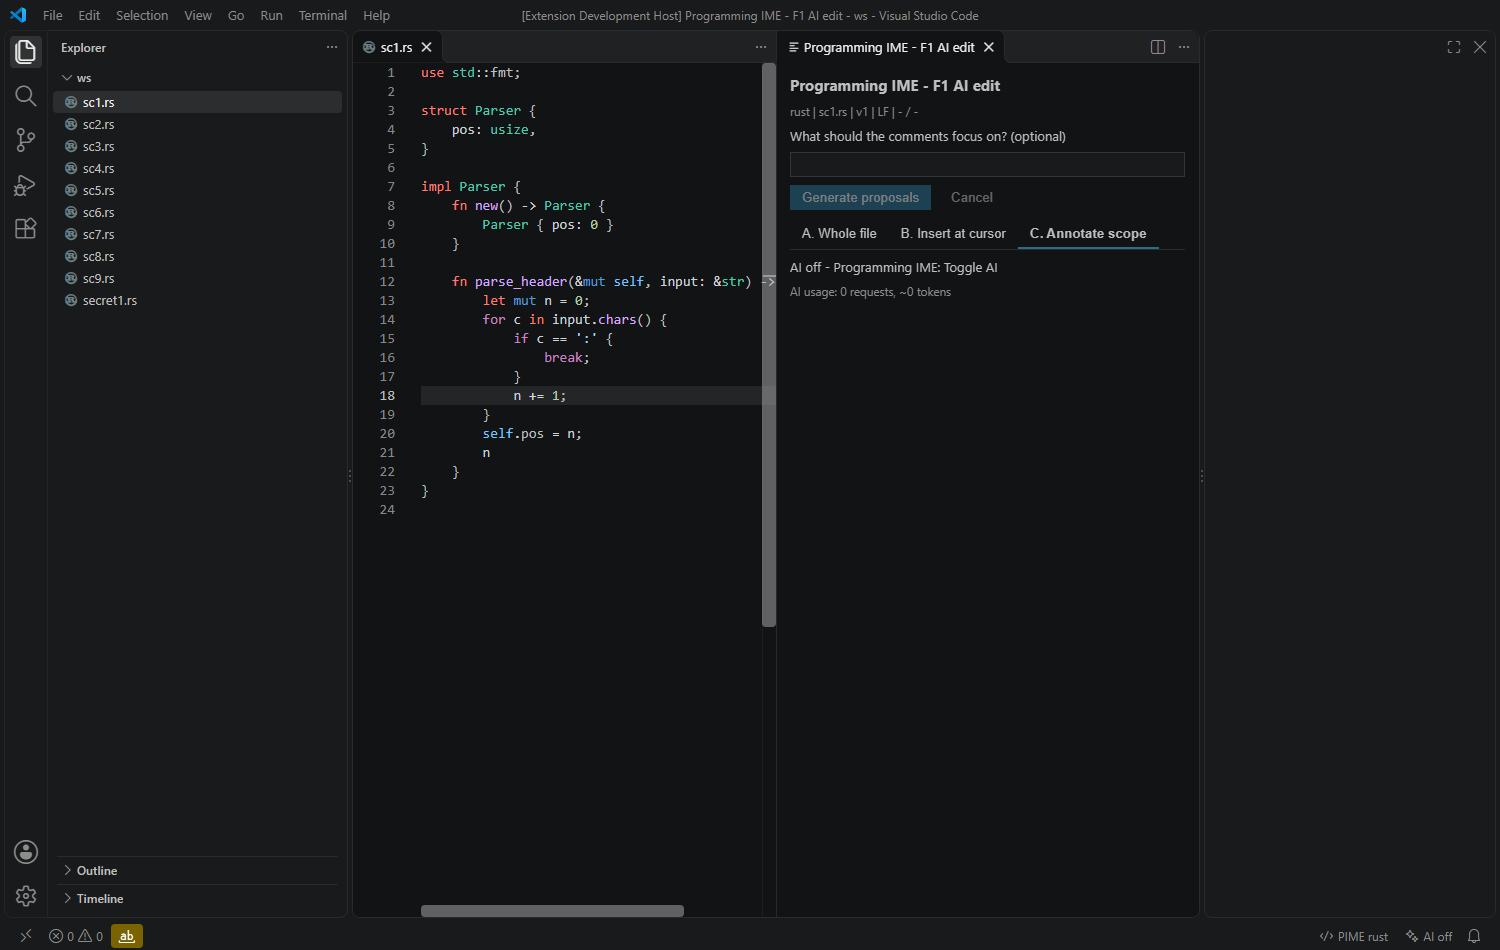 File Edit Selection View Go Run Terminal Help
[Extension Development Host] Programming IME - F1 AI edit - ws - Visual Studio Code
Explorer
ws
sc1.rs
sc2.rs
sc3.rs
sc4.rs
sc5.rs
sc6.rs
sc7.rs
sc8.rs
sc9.rs
secret1.rs
Outline
Timeline
sc1.rs
1 use std::fmt;
2
3 struct Parser {
4     pos: usize,
5 }
6
7 impl Parser {
8     fn new() -> Parser {
9         Parser { pos: 0 }
10     }
11
12     fn parse_header(&mut self, input: &str) ->
13         let mut n = 0;
14         for c in input.chars() {
15             if c == ':' {
16                 break;
17             }
18             n += 1;
19         }
20         self.pos = n;
21         n
22     }
23 }
24
Programming IME - F1 AI edit
Programming IME - F1 AI edit
rust | sc1.rs | v1 | LF | - / -
What should the comments focus on? (optional)
Generate proposals Cancel
A. Whole file B. Insert at cursor C. Annotate scope
AI off - Programming IME: Toggle AI
AI usage: 0 requests, ~0 tokens
0 0 ab
PIME rust AI off